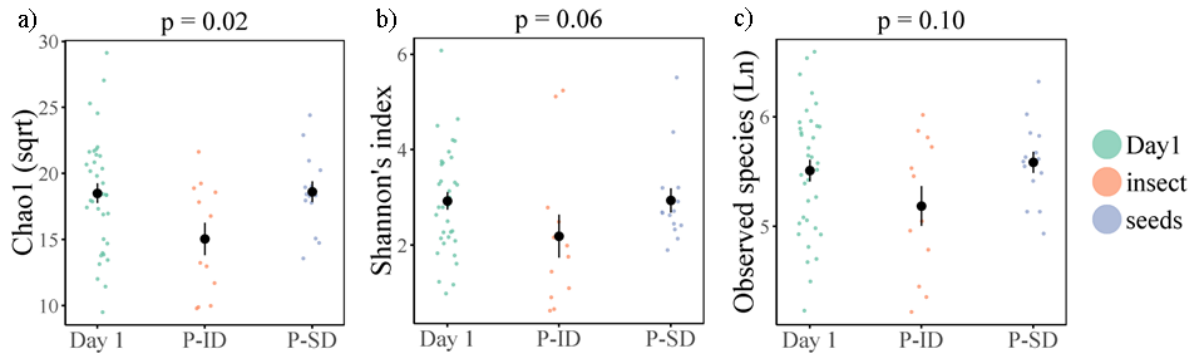 a)
p = 0.02
Chao1 (sqrt)
30
25
20
15
10
Day 1
P-ID
P-SD
b)
p = 0.06
Shannon's index
6
4
2
Day 1
P-ID
P-SD
c)
p = 0.10
Observed species (Ln)
6
5
Day 1
P-ID
P-SD
Day1
insect
seeds